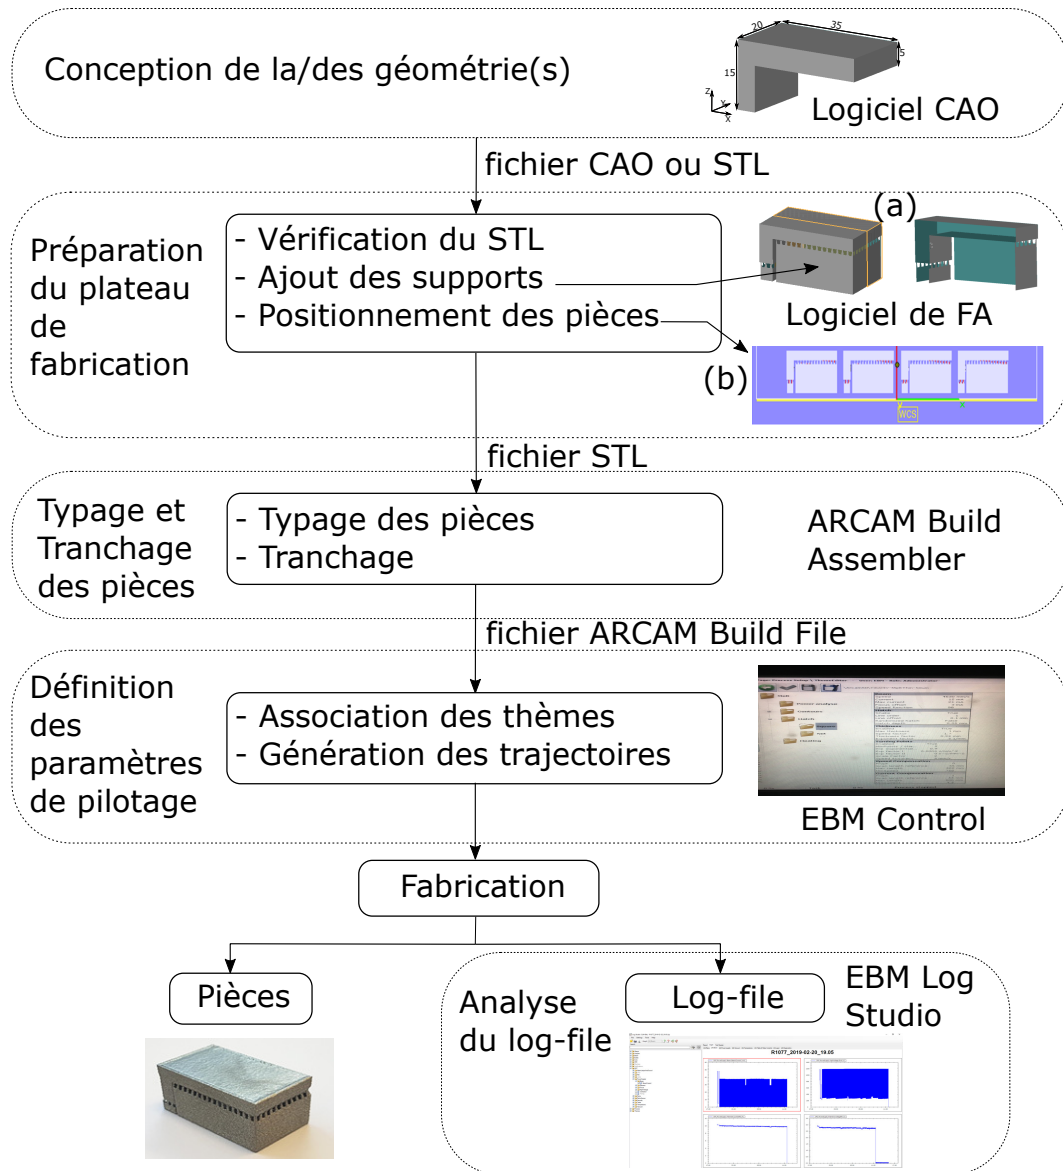 Conception de la/des géométrie(s)
20
35
5
15
Z
Y
X
Logiciel CAO
fichier CAO ou STL
Préparation
du plateau
de
fabrication
- Vérification du STL
- Ajout des supports
- Positionnement des pièces
(a)
Logiciel de FA
(b)
WCS
fichier STL
Typage et
Tranchage
des pièces
- Typage des pièces
- Tranchage
ARCAM Build
Assembler
fichier ARCAM Build File
Définition
des
paramètres
de pilotage
- Association des thèmes
- Génération des trajectoires
EBM Control
Fabrication
Pièces
Analyse
du log-file
Log-file
EBM Log
Studio
R1077_2019-02-20_19.05